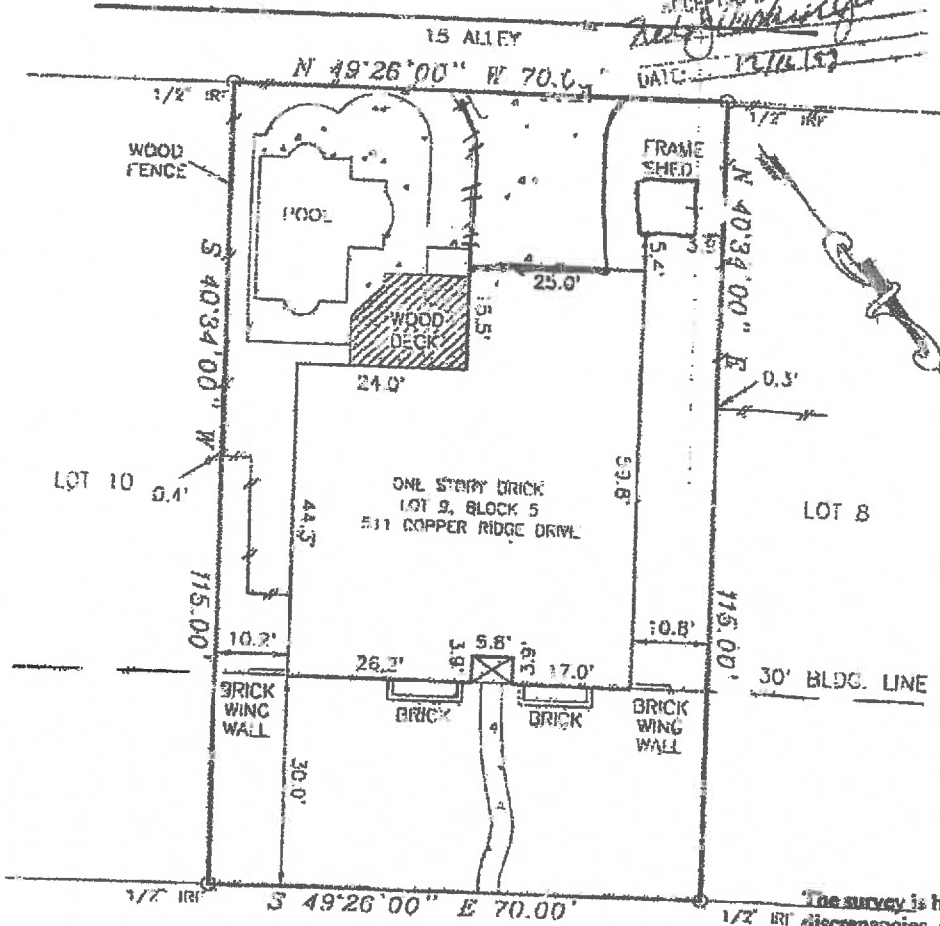 15 ALLEY
DATE: 12/16/92
N 49°26'00" W 70.0 '
1/2" IRF
1/2" IRF
WOOD
FENCE
FRAME
SHED
POOL
N 40°34'00" E
S 40°34'00" W
5.2'
25.0'
15.5'
WOOD
DECK
24.0'
0.3'
LOT 10
0.4'
ONE STORY BRICK
LOT 9, BLOCK 5
511 COPPER RIDGE DRIVE
59.8'
LOT 8
44.3'
115.00'
115.00'
10.2'
26.2'
3.9'
5.8'
17.0'
10.8'
30' BLDG. LINE
BRICK
WING
WALL
BRICK
BRICK
BRICK
WING
WALL
30.0'
1/2" IRF
S 49°26'00" E 70.00'
1/2" IRF
The survey is h
discrepancies